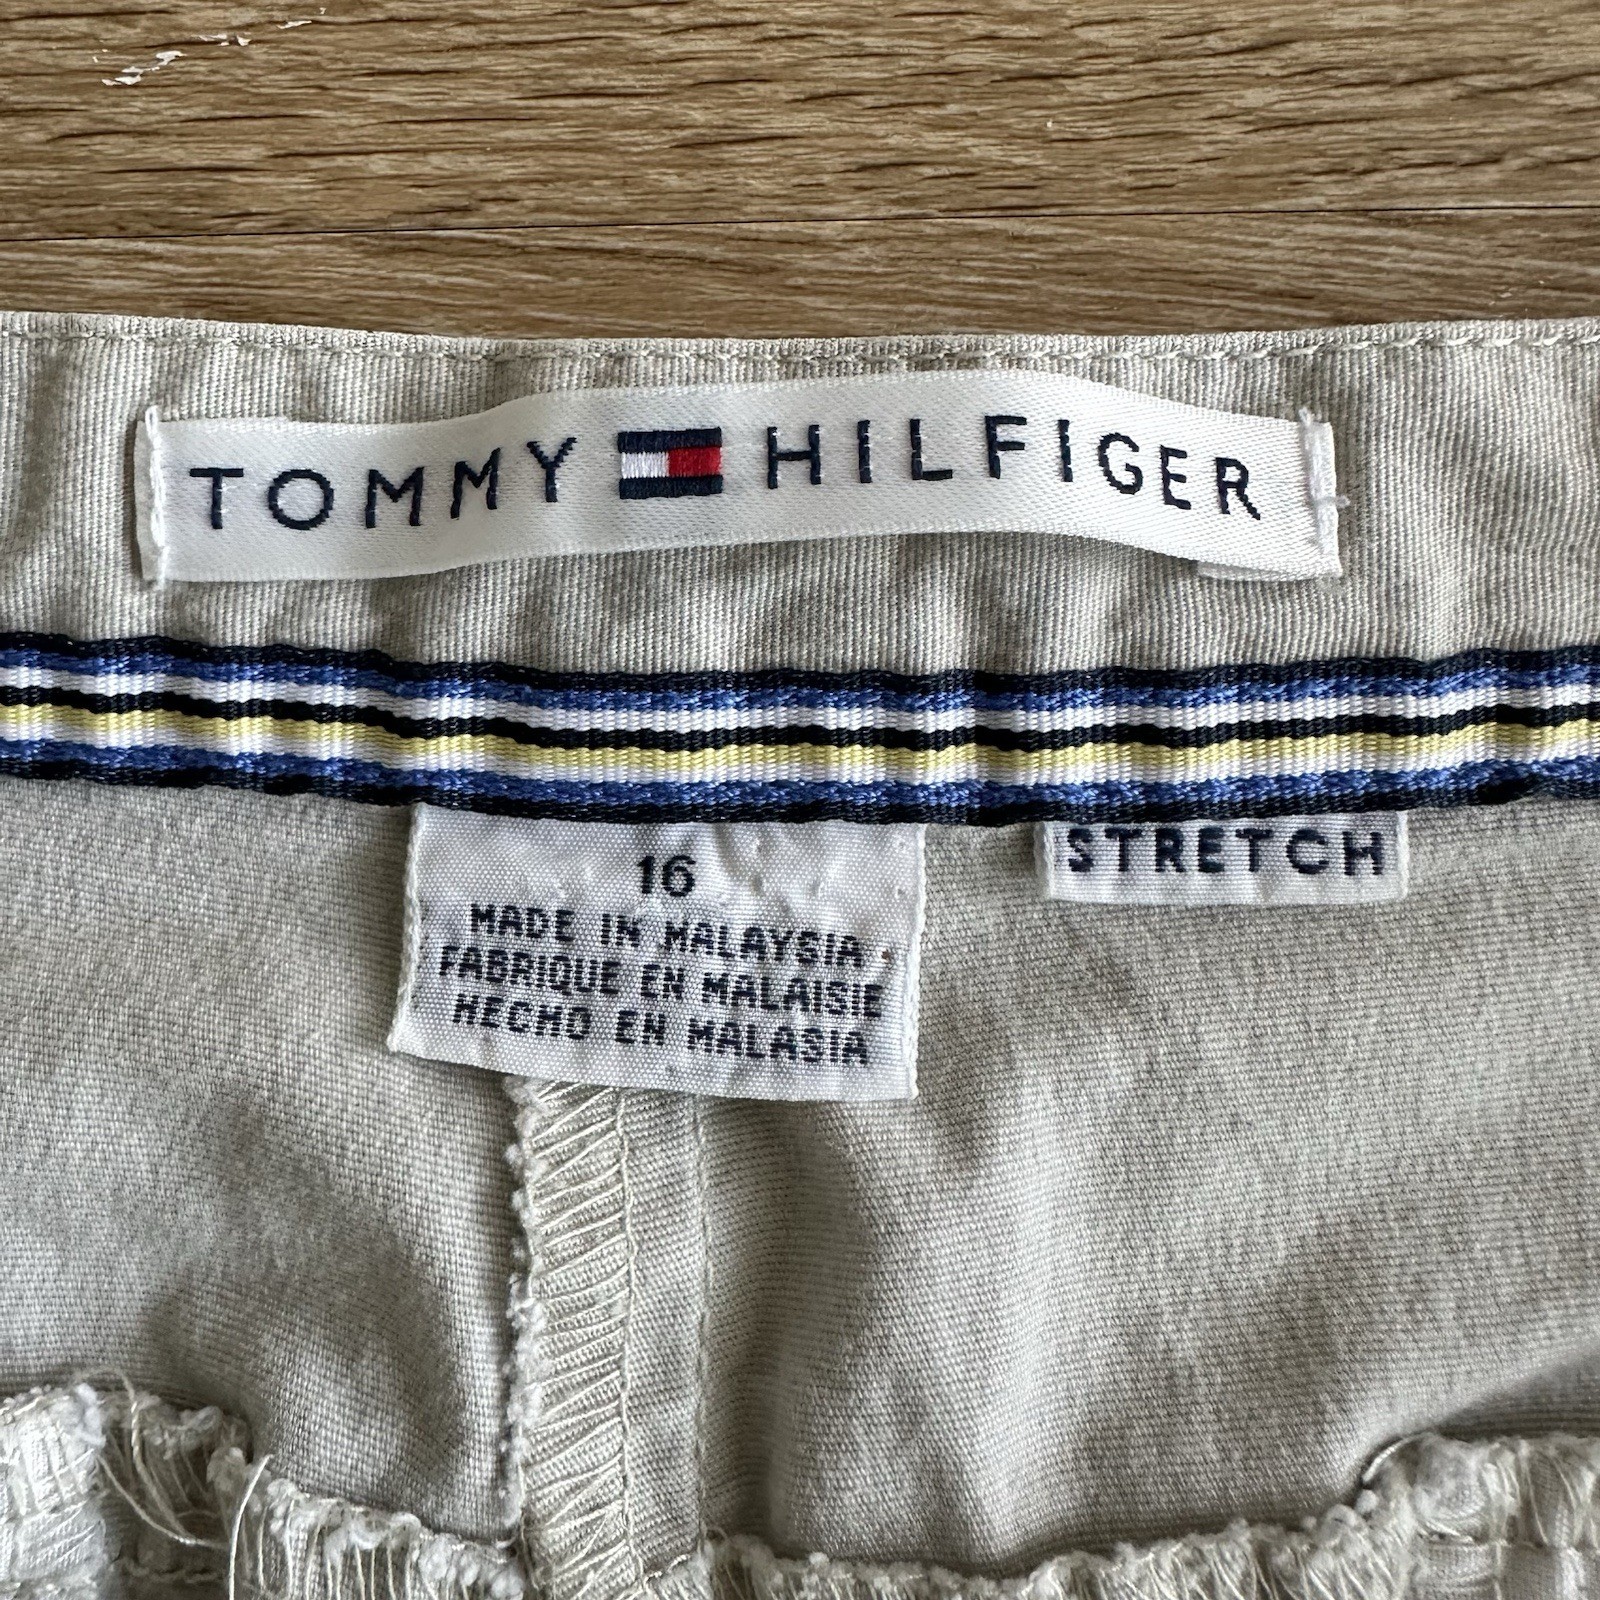 TOMMY HILFIGER
16
MADE IN MALAYSIA
FABRIQUE EN MALAISIE
HECHO EN MALASIA
STRETCH